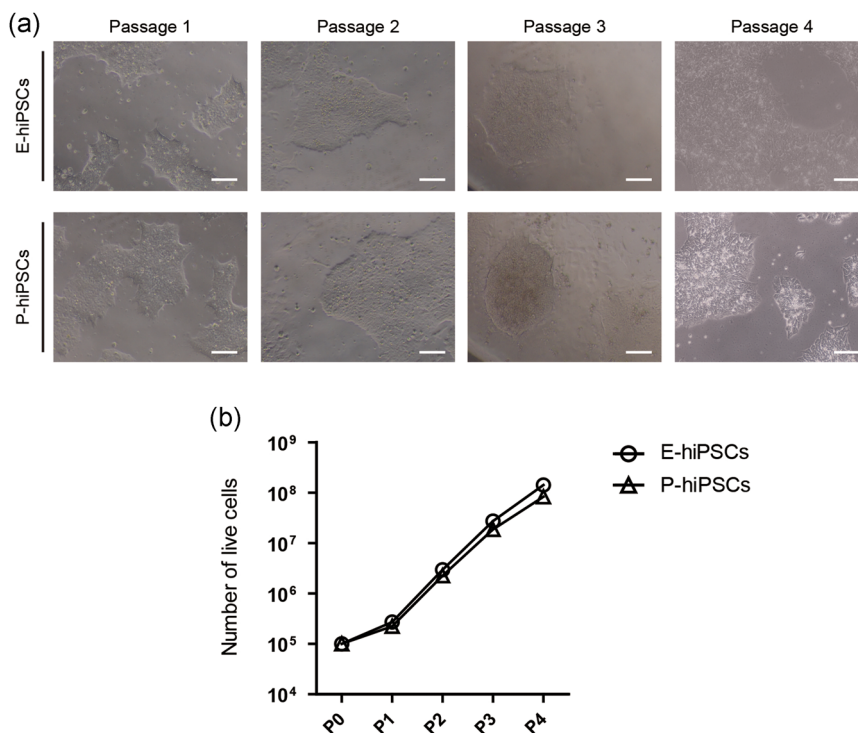 (a)
Passage 1
Passage 2
Passage 3
Passage 4
E-hiPSCs
P-hiPSCs
(b)
Number of live cells
10⁹
10⁸
10⁷
10⁶
10⁵
10⁴
P0
P1
P2
P3
P4
E-hiPSCs
P-hiPSCs